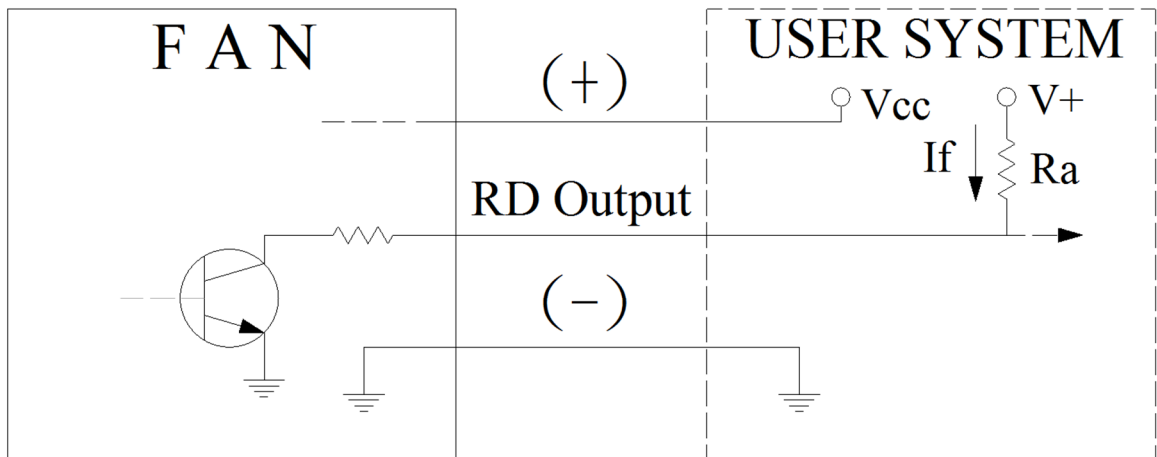 F A N
USER SYSTEM
(+)
Vcc
V+
If
Ra
RD Output
(-)